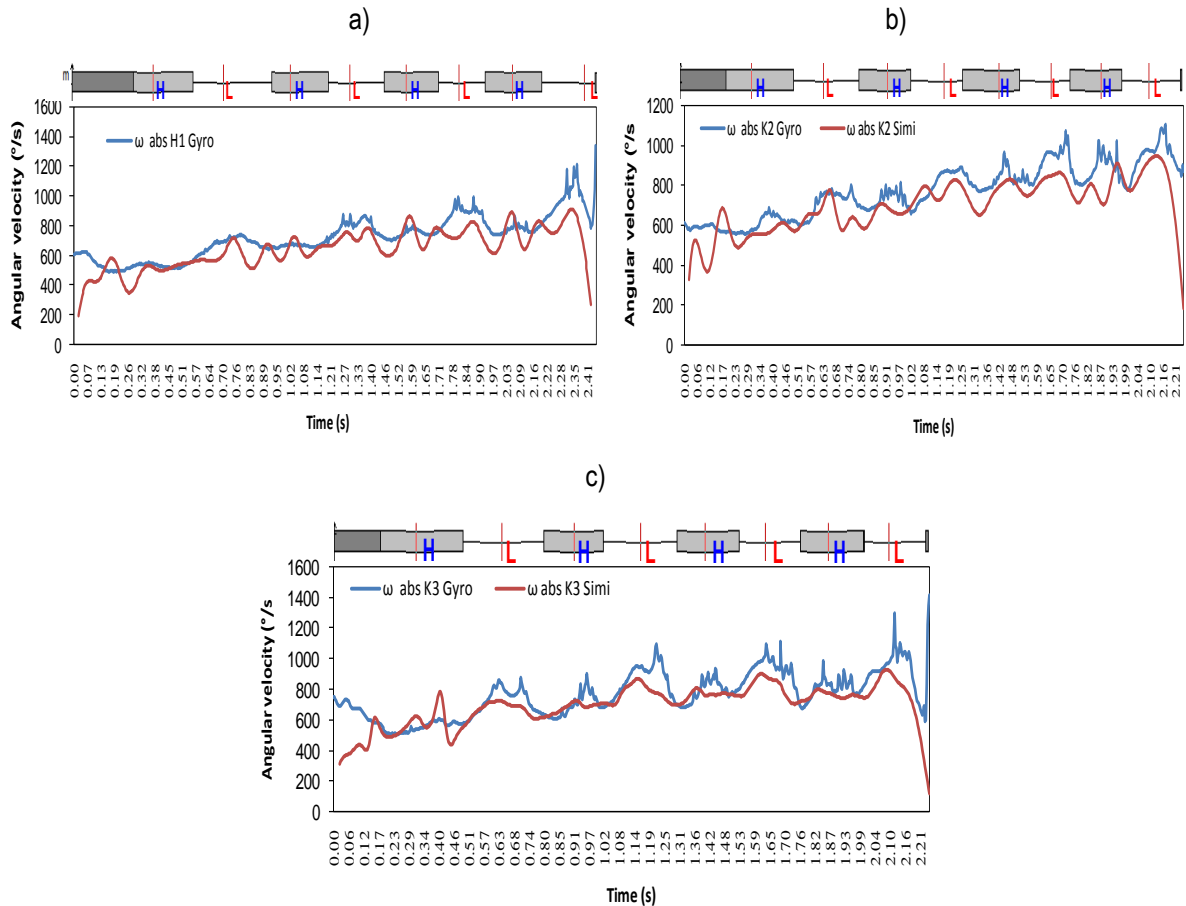 a)
m
H L H L H L H L
1600
1400
1200
1000
800
600
400
200
0
Angular velocity (°/s)
ω abs H1 Gyro
0.00 0.07 0.13 0.19 0.26 0.32 0.38 0.45 0.51 0.57 0.64 0.70 0.76 0.83 0.89 0.95 1.02 1.08 1.14 1.21 1.27 1.33 1.40 1.46 1.52 1.59 1.65 1.71 1.78 1.84 1.90 1.97 2.03 2.09 2.16 2.22 2.28 2.35 2.41
Time (s)
b)
H L H L H L H L
1200
1000
800
600
400
200
0
Angular velocity (°/s)
ω abs K2 Gyro ω abs K2 Simi
0.00 0.06 0.12 0.17 0.23 0.29 0.34 0.40 0.46 0.51 0.57 0.63 0.68 0.74 0.80 0.85 0.91 0.97 1.02 1.08 1.14 1.19 1.25 1.31 1.36 1.42 1.48 1.53 1.59 1.65 1.70 1.76 1.82 1.87 1.93 1.99 2.04 2.10 2.16 2.21
Time (s)
c)
H L H L H L H L
1600
1400
1200
1000
800
600
400
200
0
Angular velocity (°/s
ω abs K3 Gyro ω abs K3 Simi
0.00 0.06 0.12 0.17 0.23 0.29 0.34 0.40 0.46 0.51 0.57 0.63 0.68 0.74 0.80 0.85 0.91 0.97 1.02 1.08 1.14 1.19 1.25 1.31 1.36 1.42 1.48 1.53 1.59 1.65 1.70 1.76 1.82 1.87 1.93 1.99 2.04 2.10 2.16 2.21
Time (s)